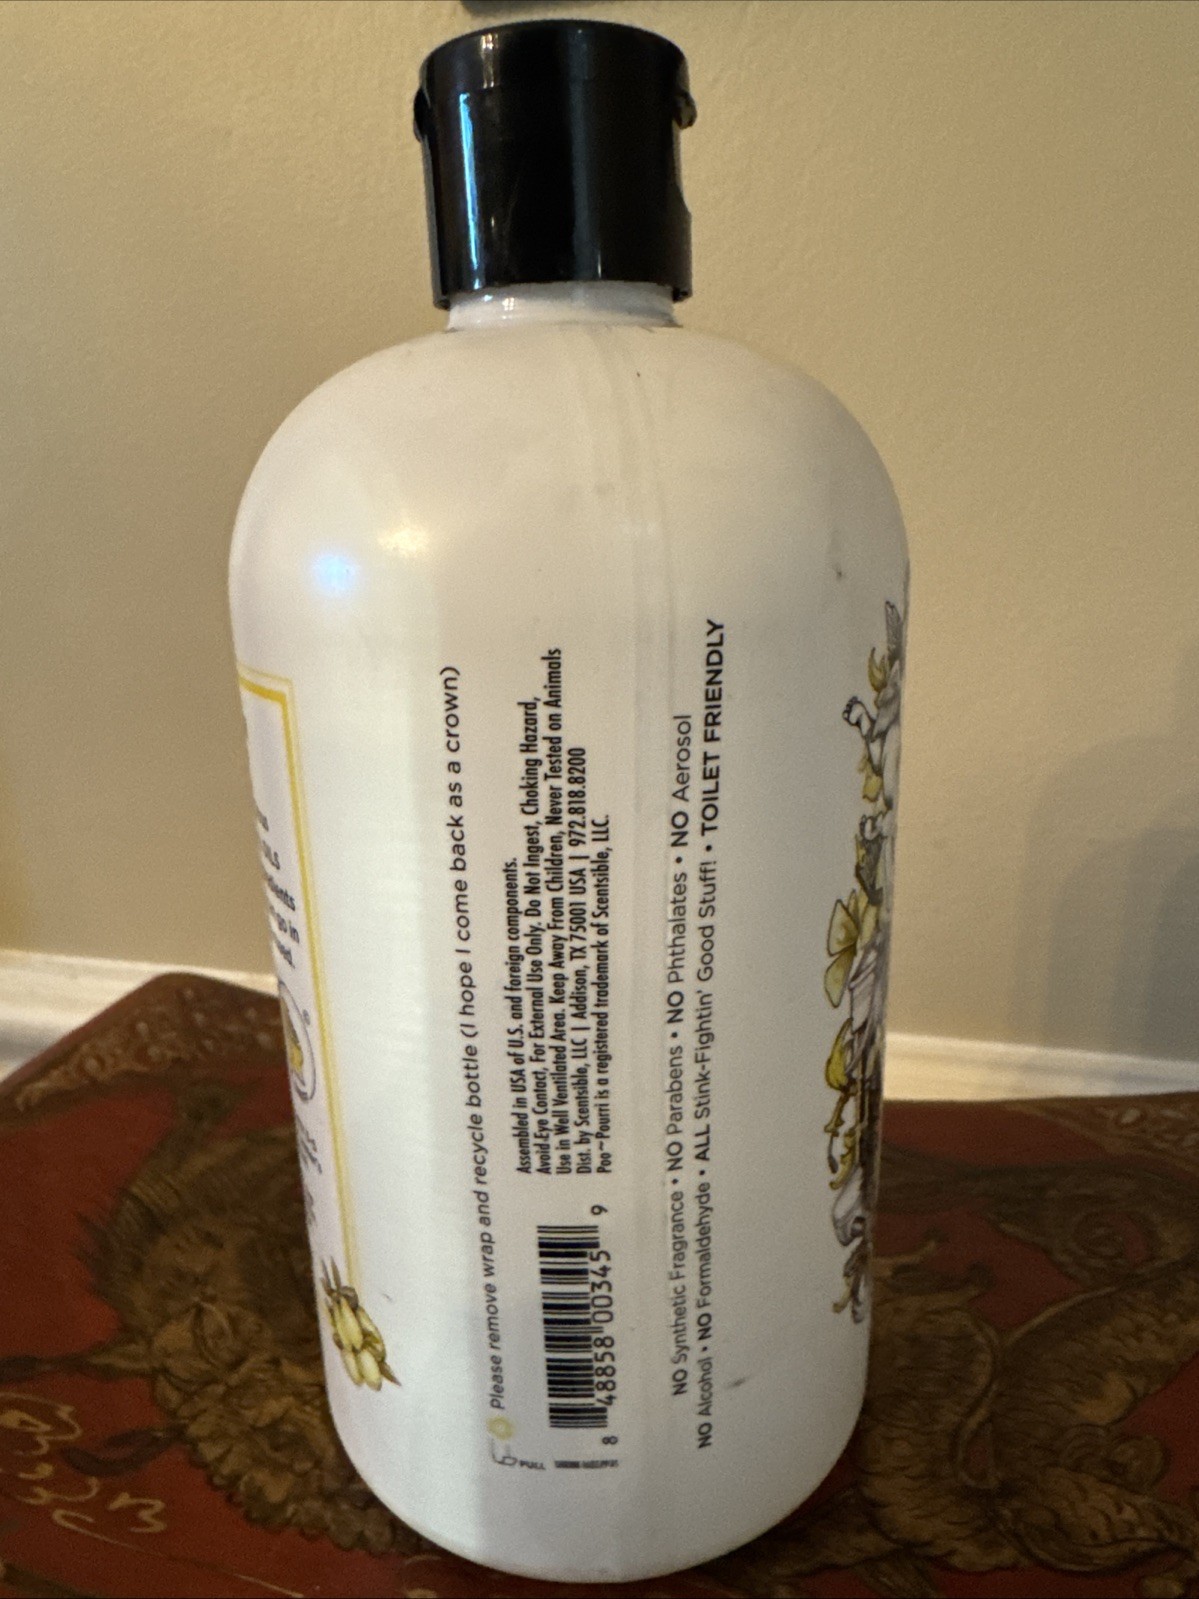 Please remove wrap and recycle bottle (I hope I come back as a crown)
Assembled in USA of U.S. and foreign components.
Avoid Eye Contact, For External Use Only. Do Not Ingest, Choking Hazard,
Use in Well Ventilated Area. Keep Away From Children, Never Tested on Animals
Dist. by Scentsible, LLC | Addison, TX 75001 USA | 972.818.8200
Poo~Pourri is a registered trademark of Scentsible, LLC.
8 48858 00345 9
PULL
NO Synthetic Fragrance • NO Parabens • NO Phthalates • NO Aerosol
NO Alcohol • NO Formaldehyde • ALL Stink-Fightin' Good Stuff! • TOILET FRIENDLY